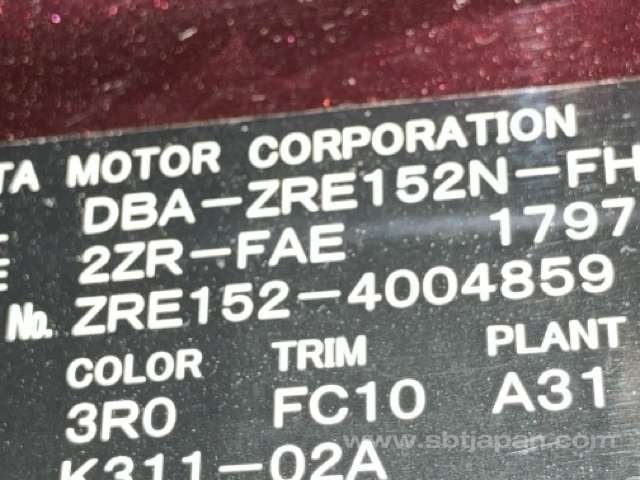 TA MOTOR CORPORATION
DBA-ZRE152N-FH
2ZR-FAE 1797
No. ZRE152-4004859
COLOR TRIM PLANT
3R0 FC10 A31
K311-02A
www.sbtjapan.com